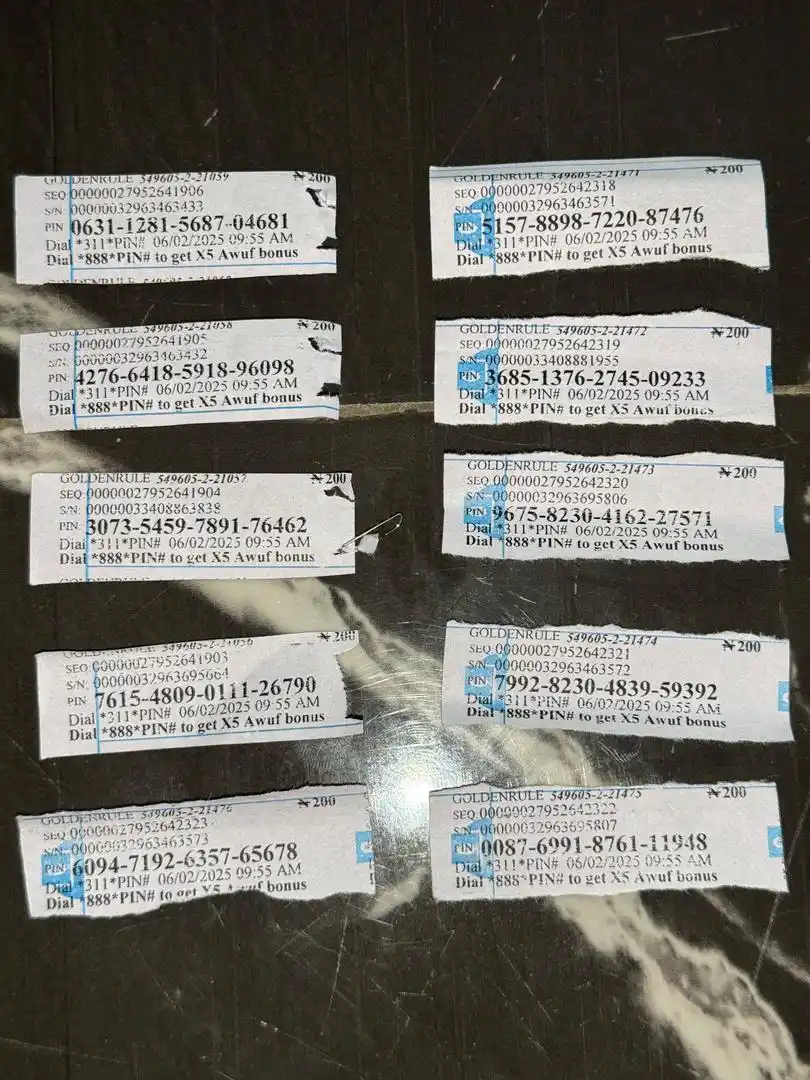 GOLDENRULE 549605-2-21059 ₦200
SEQ:00000027952641906
S/N: 00000032963463433
PIN: 0631-1281-5687-04681
Dial *311*PIN# 06/02/2025 09:55 AM
Dial *888*PIN# to get X5 Awuf bonus
GOLDENRULE 549605-2-21058 ₦200
SEQ:00000027952641905
S/N: 00000032963463432
PIN: 4276-6418-5918-96098
Dial *311*PIN# 06/02/2025 09:55 AM
Dial *888*PIN# to get X5 Awuf bonus
GOLDENRULE 549605-2-21057 ₦200
SEQ:00000027952641904
S/N: 00000033408863838
PIN: 3073-5459-7891-76462
Dial *311*PIN# 06/02/2025 09:55 AM
Dial *888*PIN# to get X5 Awuf bonus
GOLDENRULE 549605-2-21056 ₦200
SEQ:00000027952641903
S/N: 00000032963695664
PIN: 7615-4809-0111-26790
Dial *311*PIN# 06/02/2025 09:55 AM
Dial *888*PIN# to get X5 Awuf bonus
GOLDENRULE 549605-2-21476 ₦200
SEQ:00000027952642323
S/N: 00000032963463573
PIN: 6094-7192-6357-65678
Dial *311*PIN# 06/02/2025 09:55 AM
Dial *888*PIN# to get X5 Awuf bonus
GOLDENRULE 549605-2-21471 ₦200
SEQ:00000027952642318
S/N: 00000032963463571
PIN: 5157-8898-7220-87476
Dial *311*PIN# 06/02/2025 09:55 AM
Dial *888*PIN# to get X5 Awuf bonus
GOLDENRULE 549605-2-21472 ₦200
SEQ:00000027952642319
S/N: 00000033408881955
PIN: 3685-1376-2745-09233
Dial *311*PIN# 06/02/2025 09:55 AM
Dial *888*PIN# to get X5 Awuf bonus
GOLDENRULE 549605-2-21473 ₦200
SEQ:00000027952642320
S/N: 00000032963695806
PIN: 9675-8230-4162-27571
Dial *311*PIN# 06/02/2025 09:55 AM
Dial *888*PIN# to get X5 Awuf bonus
GOLDENRULE 549605-2-21474 ₦200
SEQ:00000027952642321
S/N: 00000032963463572
PIN: 7992-8230-4839-59392
Dial *311*PIN# 06/02/2025 09:55 AM
Dial *888*PIN# to get X5 Awuf bonus
GOLDENRULE 549605-2-21475 ₦200
SEQ:00000027952642322
S/N: 00000032963695807
PIN: 0087-6991-8761-11948
Dial *311*PIN# 06/02/2025 09:55 AM
Dial *888*PIN# to get X5 Awuf bonus